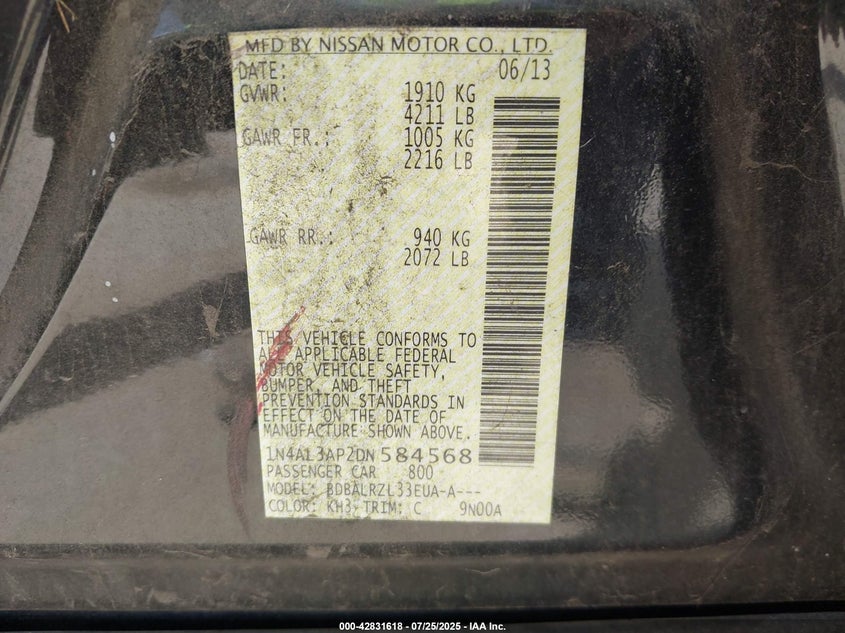 MFD BY NISSAN MOTOR CO., LTD.
DATE: 06/13
GVWR: 1910 KG
4211 LB
GAWR FR.: 1005 KG
2216 LB
GAWR RR.: 940 KG
2072 LB
THIS VEHICLE CONFORMS TO
ALL APPLICABLE FEDERAL
MOTOR VEHICLE SAFETY,
BUMPER, AND THEFT
PREVENTION STANDARDS IN
EFFECT ON THE DATE OF
MANUFACTURE SHOWN ABOVE.
1N4AL3AP2DN584568
PASSENGER CAR 800
MODEL: BDBALRZL33EUA-A---
COLOR: KH3 TRIM: C 9N00A
000-42831618 - 07/25/2025 - IAA Inc.